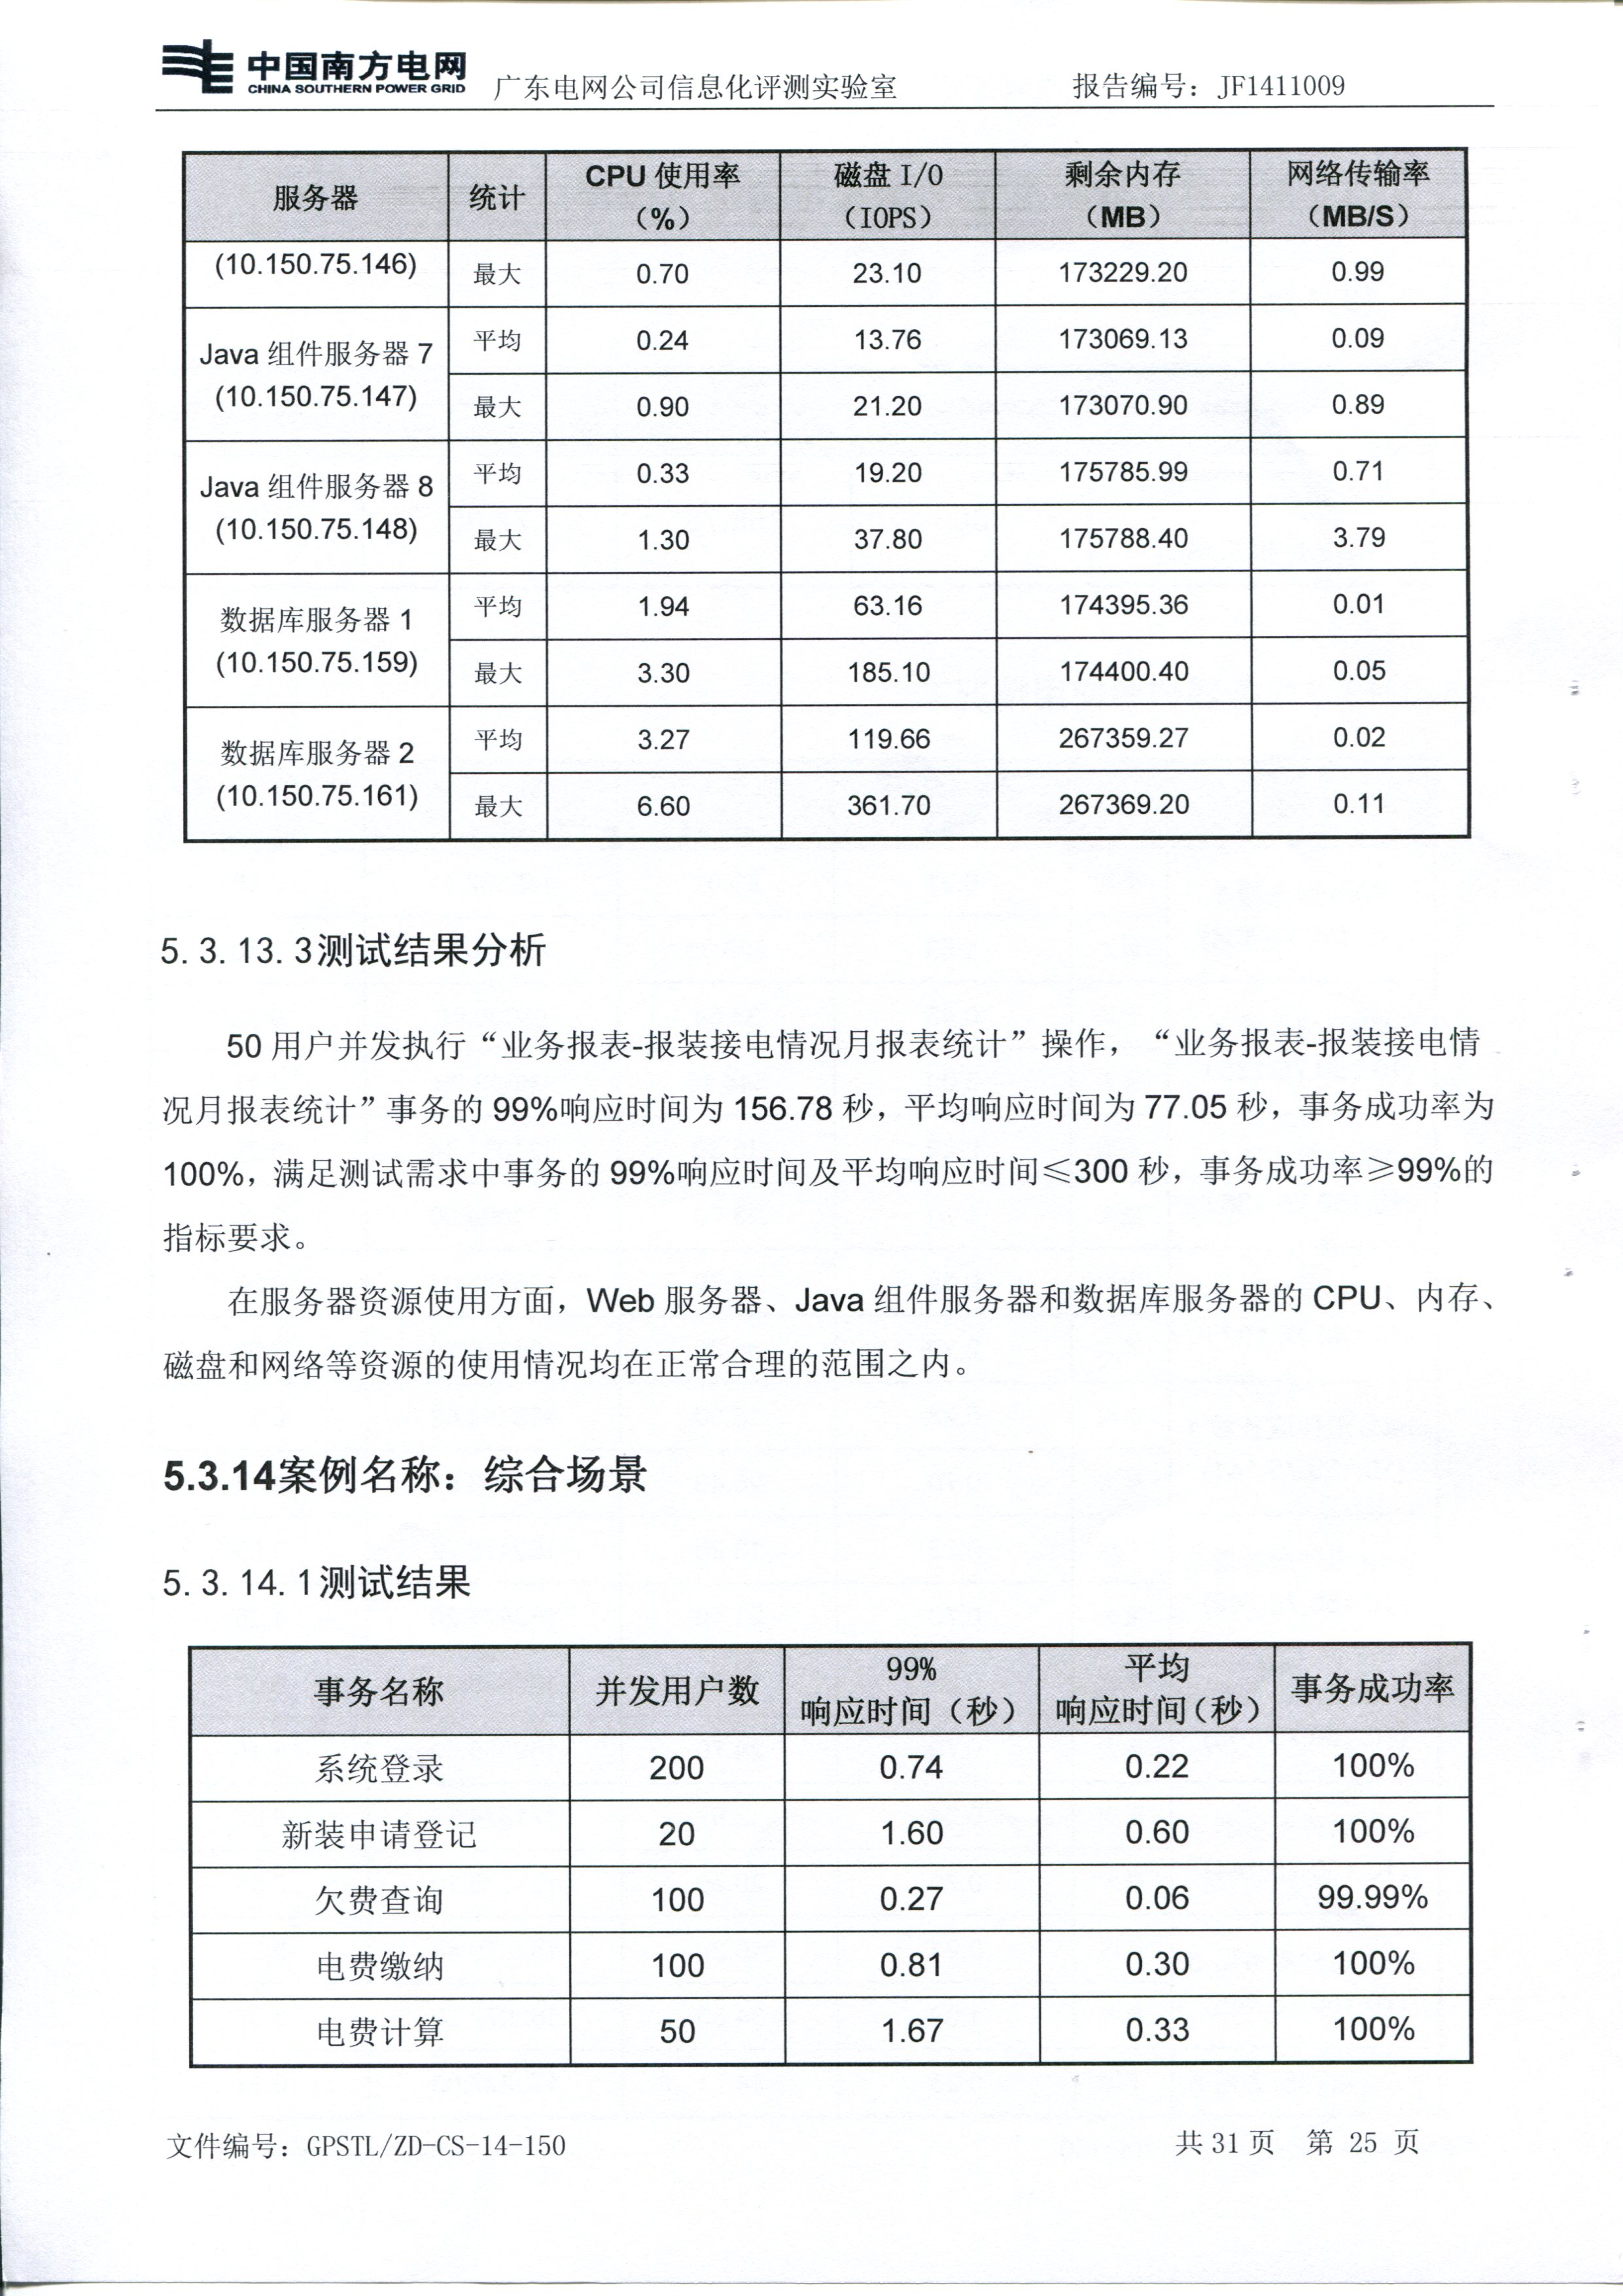 中国南方电网
CHINA SOUTHERN POWER GRID
广东电网公司信息化评测实验室 报告编号：JF1411009
服务器 统计 CPU 使用率（%） 磁盘 I/O（IOPS） 剩余内存（MB） 网络传输率（MB/S）
(10.150.75.146) 最大 0.70 23.10 173229.20 0.99
Java 组件服务器 7 (10.150.75.147) 平均 0.24 13.76 173069.13 0.09
最大 0.90 21.20 173070.90 0.89
Java 组件服务器 8 (10.150.75.148) 平均 0.33 19.20 175785.99 0.71
最大 1.30 37.80 175788.40 3.79
数据库服务器 1 (10.150.75.159) 平均 1.94 63.16 174395.36 0.01
最大 3.30 185.10 174400.40 0.05
数据库服务器 2 (10.150.75.161) 平均 3.27 119.66 267359.27 0.02
最大 6.60 361.70 267369.20 0.11
5.3.13.3测试结果分析
50 用户并发执行“业务报表-报装接电情况月报表统计”操作，“业务报表-报装接电情
况月报表统计”事务的 99%响应时间为 156.78 秒，平均响应时间为 77.05 秒，事务成功率为
100%，满足测试需求中事务的 99%响应时间及平均响应时间≤300 秒，事务成功率≥99%的
指标要求。
在服务器资源使用方面，Web 服务器、Java 组件服务器和数据库服务器的 CPU、内存、
磁盘和网络等资源的使用情况均在正常合理的范围之内。
5.3.14案例名称：综合场景
5.3.14.1测试结果
事务名称 并发用户数 99%响应时间（秒） 平均响应时间（秒） 事务成功率
系统登录 200 0.74 0.22 100%
新装申请登记 20 1.60 0.60 100%
欠费查询 100 0.27 0.06 99.99%
电费缴纳 100 0.81 0.30 100%
电费计算 50 1.67 0.33 100%
文件编号：GPSTL/ZD-CS-14-150 共 31 页 第 25 页